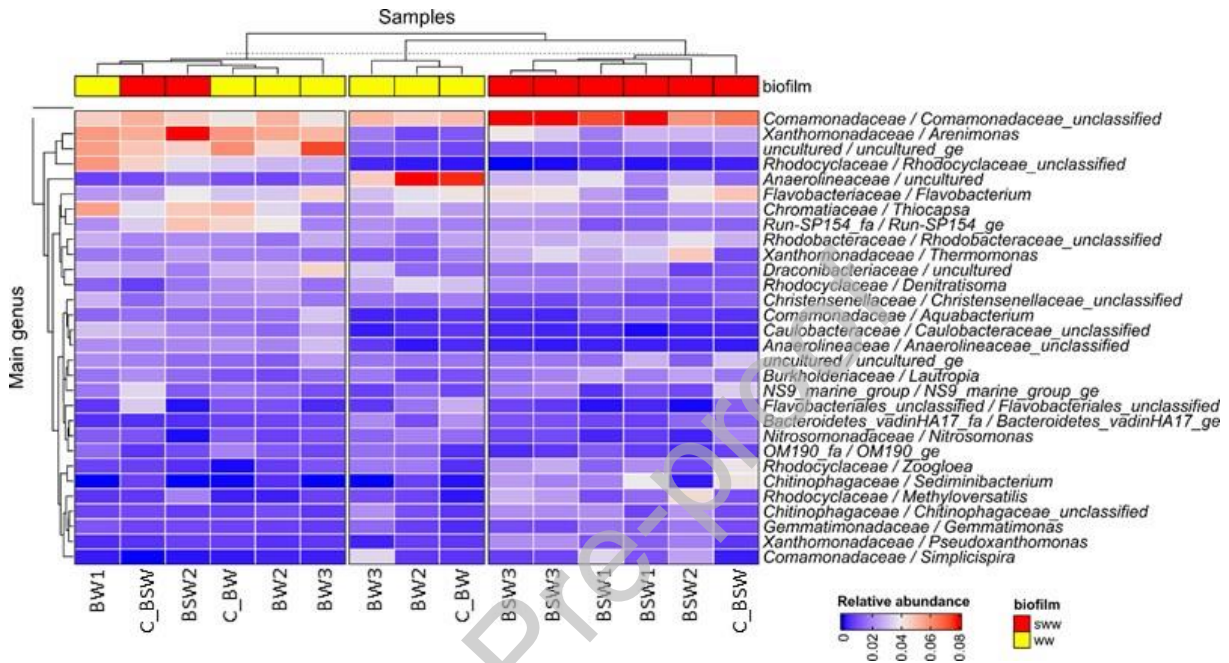 Samples
biofilm
Main genus
Comamonadaceae / Comamonadaceae_unclassified
Xanthomonadaceae / Arenimonas
uncultured / uncultured_ge
Rhodocyclaceae / Rhodocyclaceae_unclassified
Anaerolineaceae / uncultured
Flavobacteriaceae / Flavobacterium
Chromatiaceae / Thiocapsa
Run-SP154_fa / Run-SP154_ge
Rhodobacteraceae / Rhodobacteraceae_unclassified
Xanthomonadaceae / Thermomonas
Draconibacteriaceae / uncultured
Rhodocyclaceae / Denitratisoma
Christensenellaceae / Christensenellaceae_unclassified
Comamonadaceae / Aquabacterium
Caulobacteraceae / Caulobacteraceae_unclassified
Anaerolineaceae / Anaerolineaceae_unclassified
uncultured / uncultured_ge
Burkholderiaceae / Lautropia
NS9_marine_group / NS9_marine_group_ge
Flavobacteriales_unclassified / Flavobacteriales_unclassified
Bacteroidetes_vadinHA17_fa / Bacteroidetes_vadinHA17_ge
Nitrosomonadaceae / Nitrosomonas
OM190_fa / OM190_ge
Rhodocyclaceae / Zoogloea
Chitinophagaceae / Sediminibacterium
Rhodocyclaceae / Methyloversatilis
Chitinophagaceae / Chitinophagaceae_unclassified
Gemmatimonadaceae / Gemmatimonas
Xanthomonadaceae / Pseudoxanthomonas
Comamonadaceae / Simplicispira
BW1 C_BSW BSW2 C_BW BW2 BW3 BW3 BW2 C_BW BSW3 BSW3 BSW1 BSW1 BSW2 C_BSW
Relative abundance
0 0.02 0.04 0.06 0.08
biofilm
sww
ww
Pre-proof